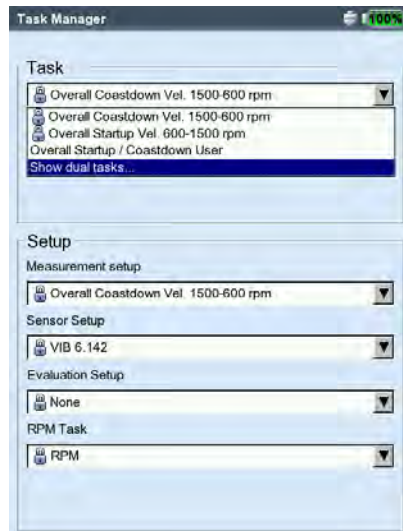 Task Manager 100%
Task
Overall Coastdown Vel. 1500-600 rpm
Overall Coastdown Vel. 1500-600 rpm
Overall Startup Vel. 600-1500 rpm
Overall Startup / Coastdown User
Show dual tasks...
Setup
Measurement setup
Overall Coastdown Vel. 1500-600 rpm
Sensor Setup
VIB 6.142
Evaluation Setup
None
RPM Task
RPM